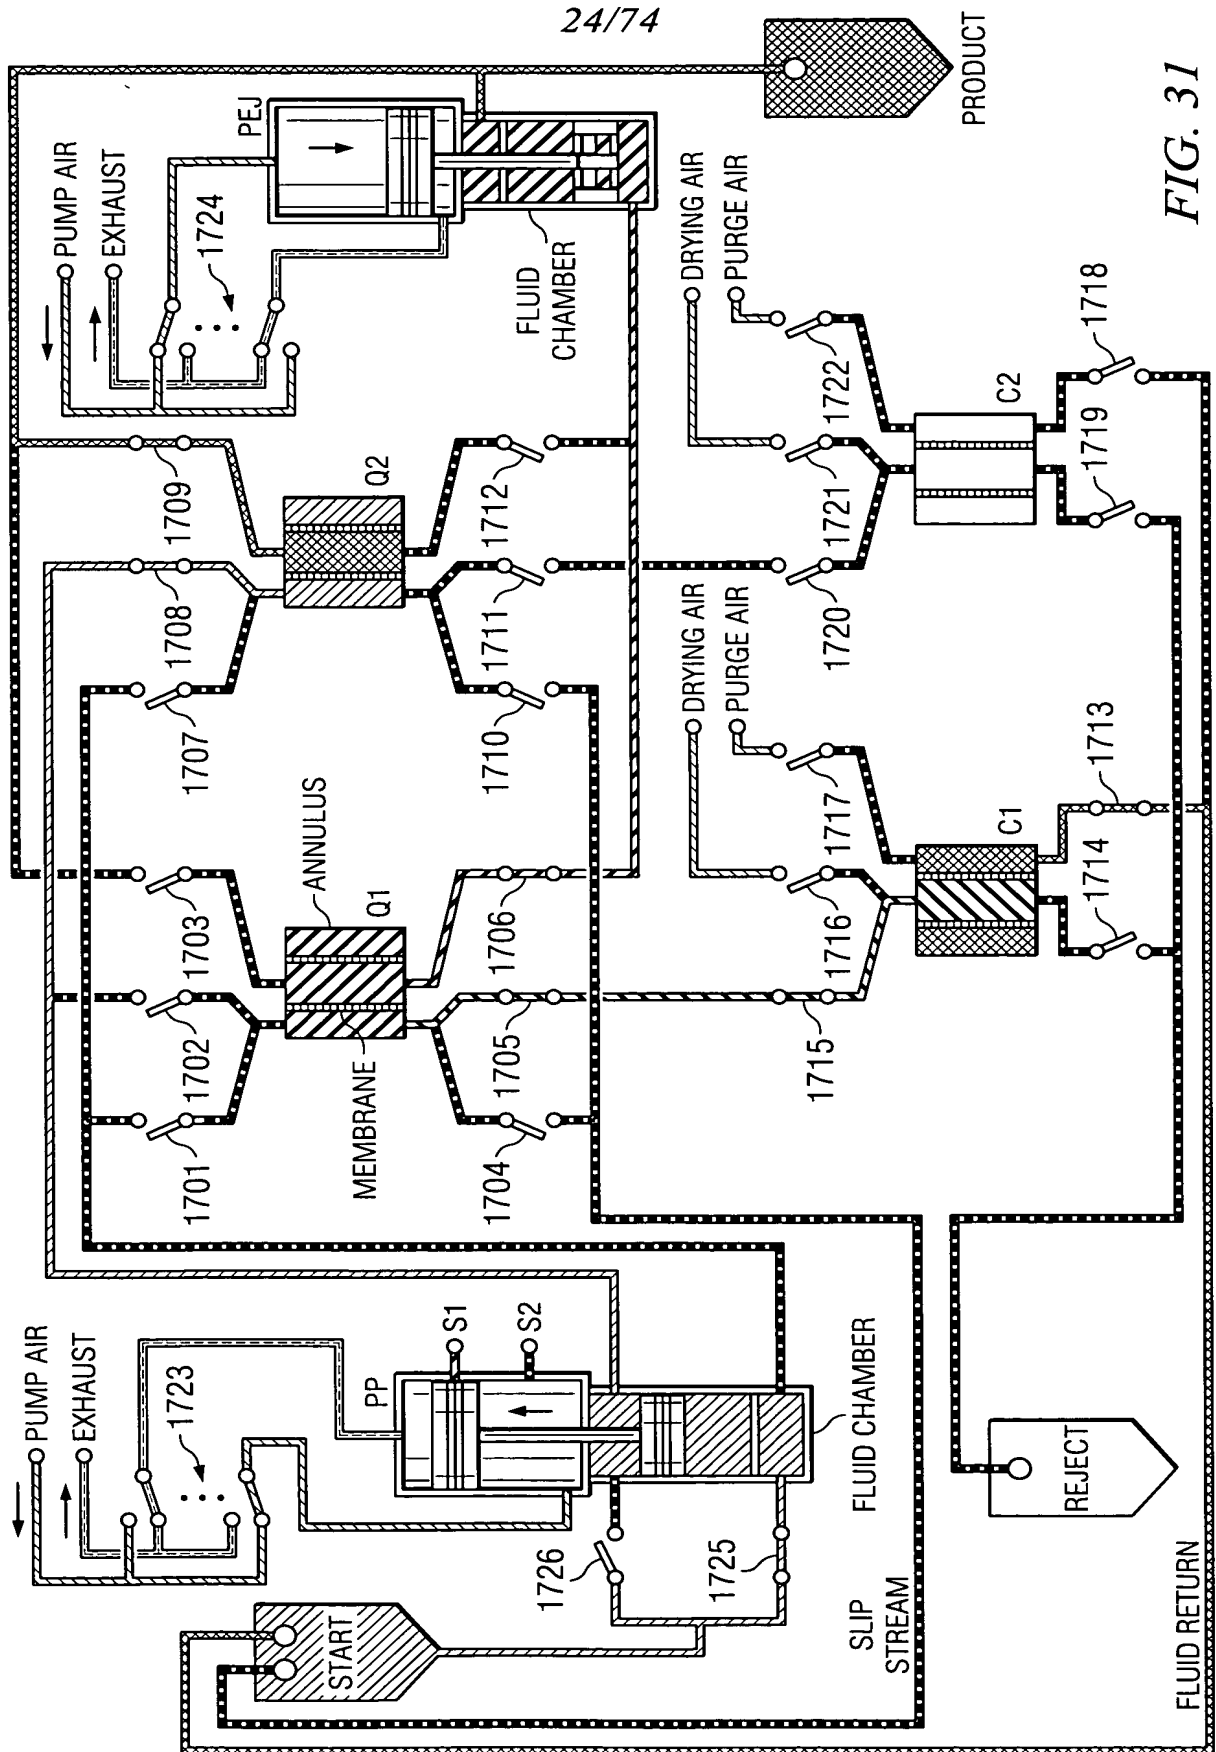 24/74
PUMP AIR
EXHAUST
1723
PP
S1
S2
START
1726
1725
SLIP
STREAM
FLUID CHAMBER
REJECT
FLUID RETURN
1701
1702
1703
MEMBRANE
ANNULUS
Q1
1704
1705
1706
1707
1708
1709
Q2
1710
1711
1712
PUMP AIR
EXHAUST
1724
PEJ
FLUID
CHAMBER
PRODUCT
DRYING AIR
PURGE AIR
1715
1716
1717
C1
1714
1713
DRYING AIR
PURGE AIR
1720
1721
1722
C2
1719
1718
FIG. 31